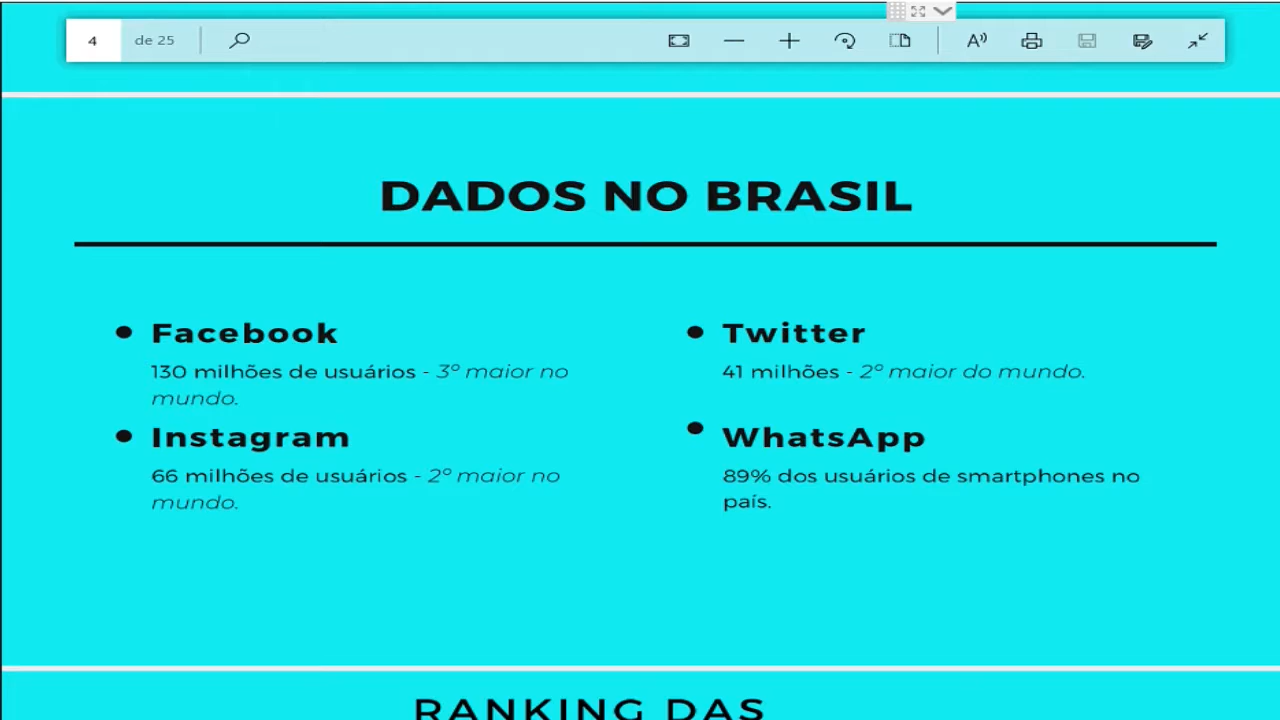 4 de 25
DADOS NO BRASIL
Facebook
130 milhões de usuários - 3º maior no
mundo.
Instagram
66 milhões de usuários - 2º maior no
mundo.
Twitter
41 milhões - 2º maior do mundo.
WhatsApp
89% dos usuários de smartphones no
país.
RANKING DAS